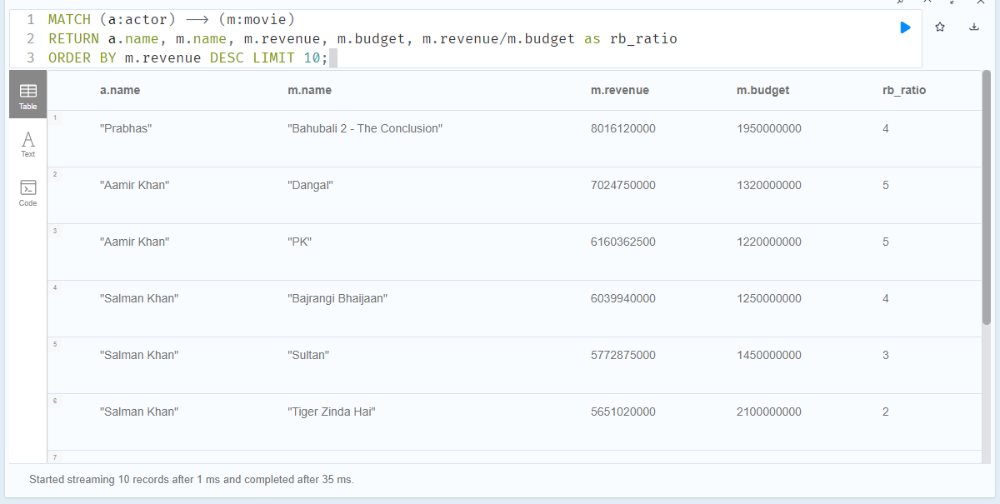 1 MATCH (a:actor) ⟶ (m:movie)
2 RETURN a.name, m.name, m.revenue, m.budget, m.revenue/m.budget as rb_ratio
3 ORDER BY m.revenue DESC LIMIT 10;
Table
Text
Code
a.name m.name m.revenue m.budget rb_ratio
1
"Prabhas" "Bahubali 2 - The Conclusion" 8016120000 1950000000 4
2
"Aamir Khan" "Dangal" 7024750000 1320000000 5
3
"Aamir Khan" "PK" 6160362500 1220000000 5
4
"Salman Khan" "Bajrangi Bhaijaan" 6039940000 1250000000 4
5
"Salman Khan" "Sultan" 5772875000 1450000000 3
6
"Salman Khan" "Tiger Zinda Hai" 5651020000 2100000000 2
7
Started streaming 10 records after 1 ms and completed after 35 ms.